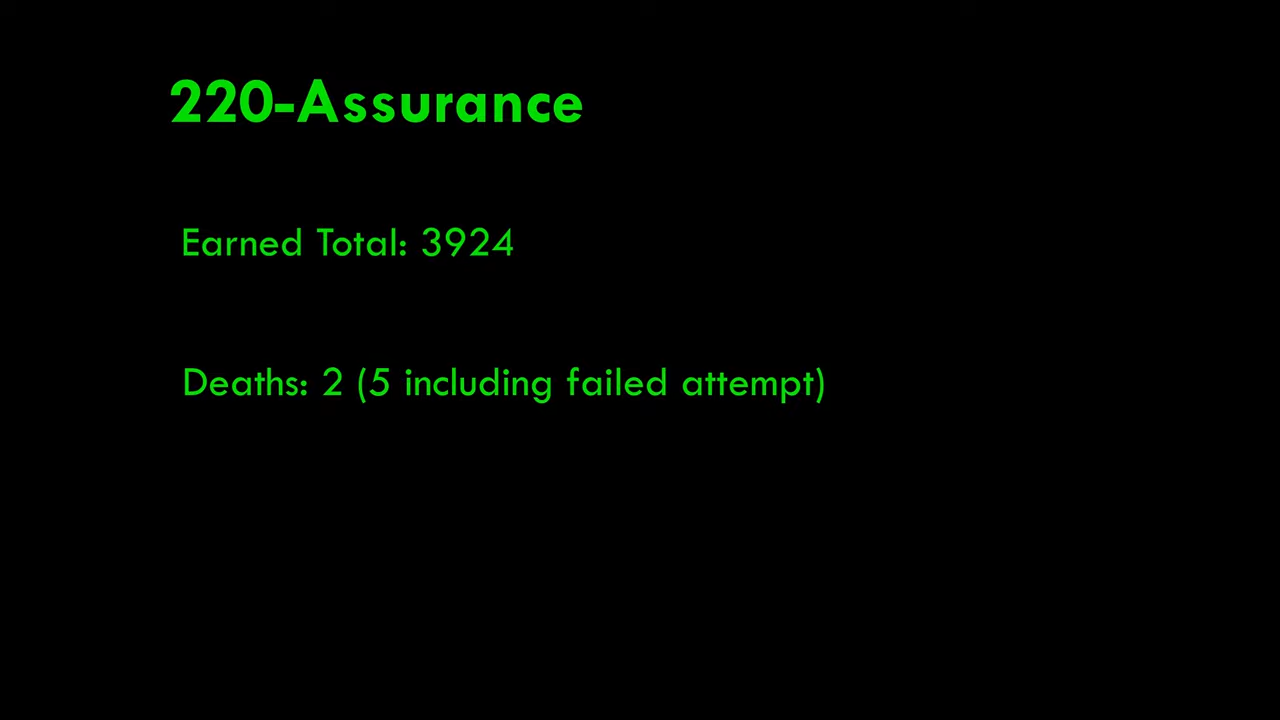 220-Assurance
Earned Total: 3924
Deaths: 2 (5 including failed attempt)